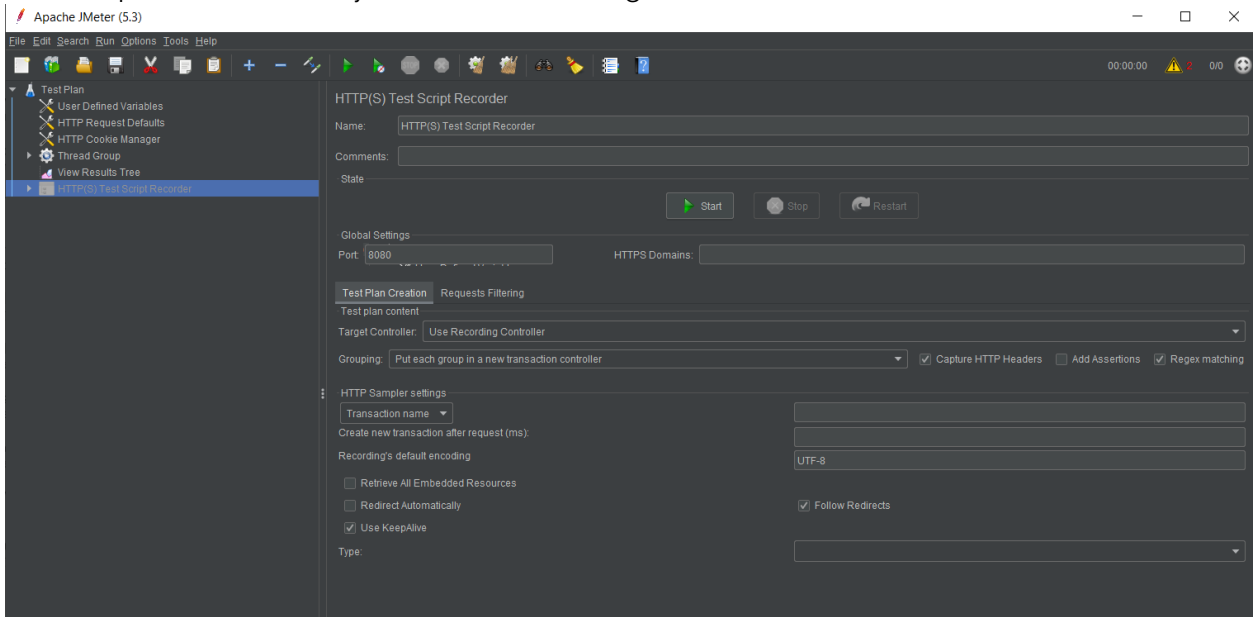 Apache JMeter (5.3)
File Edit Search Run Options Tools Help
00:00:00 2 0/0
Test Plan
User Defined Variables
HTTP Request Defaults
HTTP Cookie Manager
Thread Group
View Results Tree
HTTP(S) Test Script Recorder
HTTP(S) Test Script Recorder
Name: HTTP(S) Test Script Recorder
Comments:
State
Start Stop Restart
Global Settings
Port: 8080 HTTPS Domains:
Test Plan Creation Requests Filtering
Test plan content
Target Controller: Use Recording Controller
Grouping: Put each group in a new transaction controller Capture HTTP Headers Add Assertions Regex matching
HTTP Sampler settings
Transaction name
Create new transaction after request (ms):
Recording's default encoding UTF-8
Retrieve All Embedded Resources
Redirect Automatically Follow Redirects
Use KeepAlive
Type: